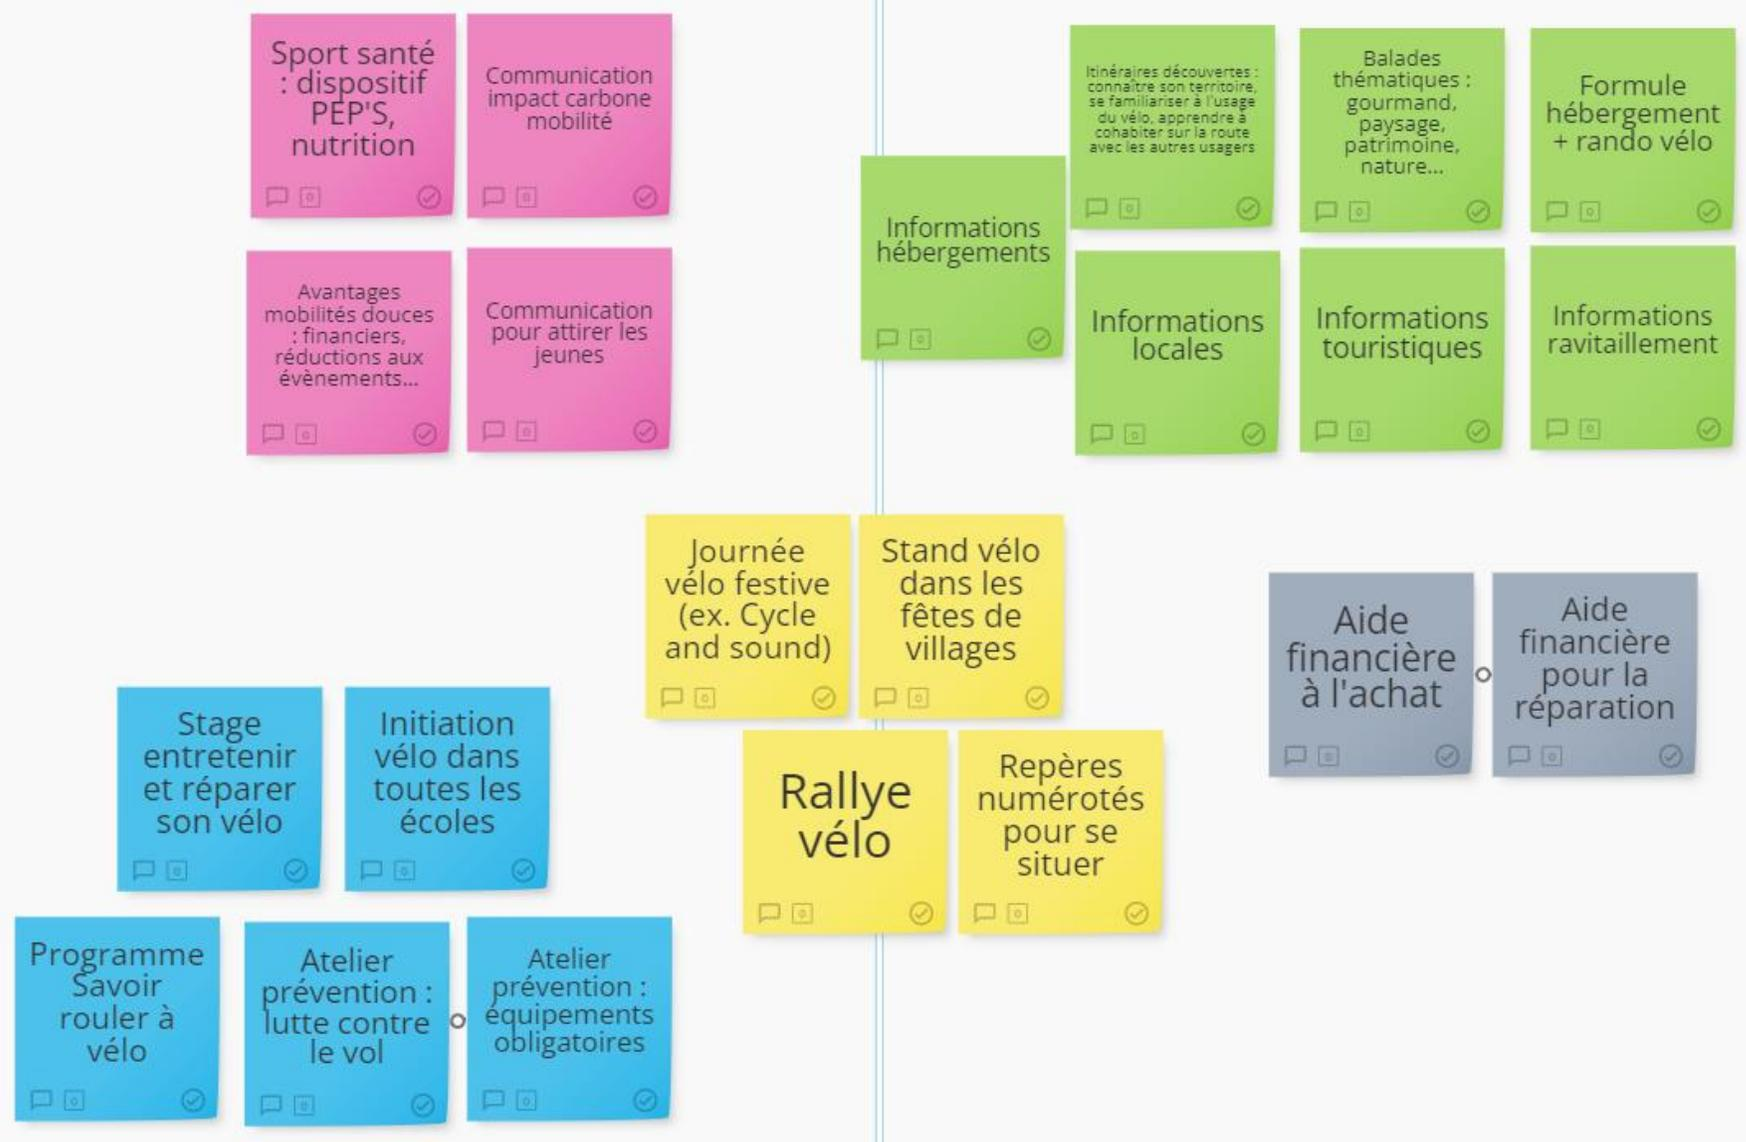 Sport santé
: dispositif
PEP'S,
nutrition
Communication
impact carbone
mobilité
Avantages
mobilités douces
: financiers,
réductions aux
évènements...
Communication
pour attirer les
jeunes
Informations
hébergements
Itinéraires découvertes :
connaître son territoire,
se familiariser à l'usage
du vélo, apprendre à
cohabiter sur la route
avec les autres usagers
Balades
thématiques :
gourmand,
paysage,
patrimoine,
nature...
Formule
hébergement
+ rando vélo
Informations
locales
Informations
touristiques
Informations
ravitaillement
Journée
vélo festive
(ex. Cycle
and sound)
Stand vélo
dans les
fêtes de
villages
Rallye
vélo
Repères
numérotés
pour se
situer
Aide
financière
à l'achat
Aide
financière
pour la
réparation
Stage
entretenir
et réparer
son vélo
Initiation
vélo dans
toutes les
écoles
Programme
Savoir
rouler à
vélo
Atelier
prévention :
lutte contre
le vol
Atelier
prévention :
équipements
obligatoires